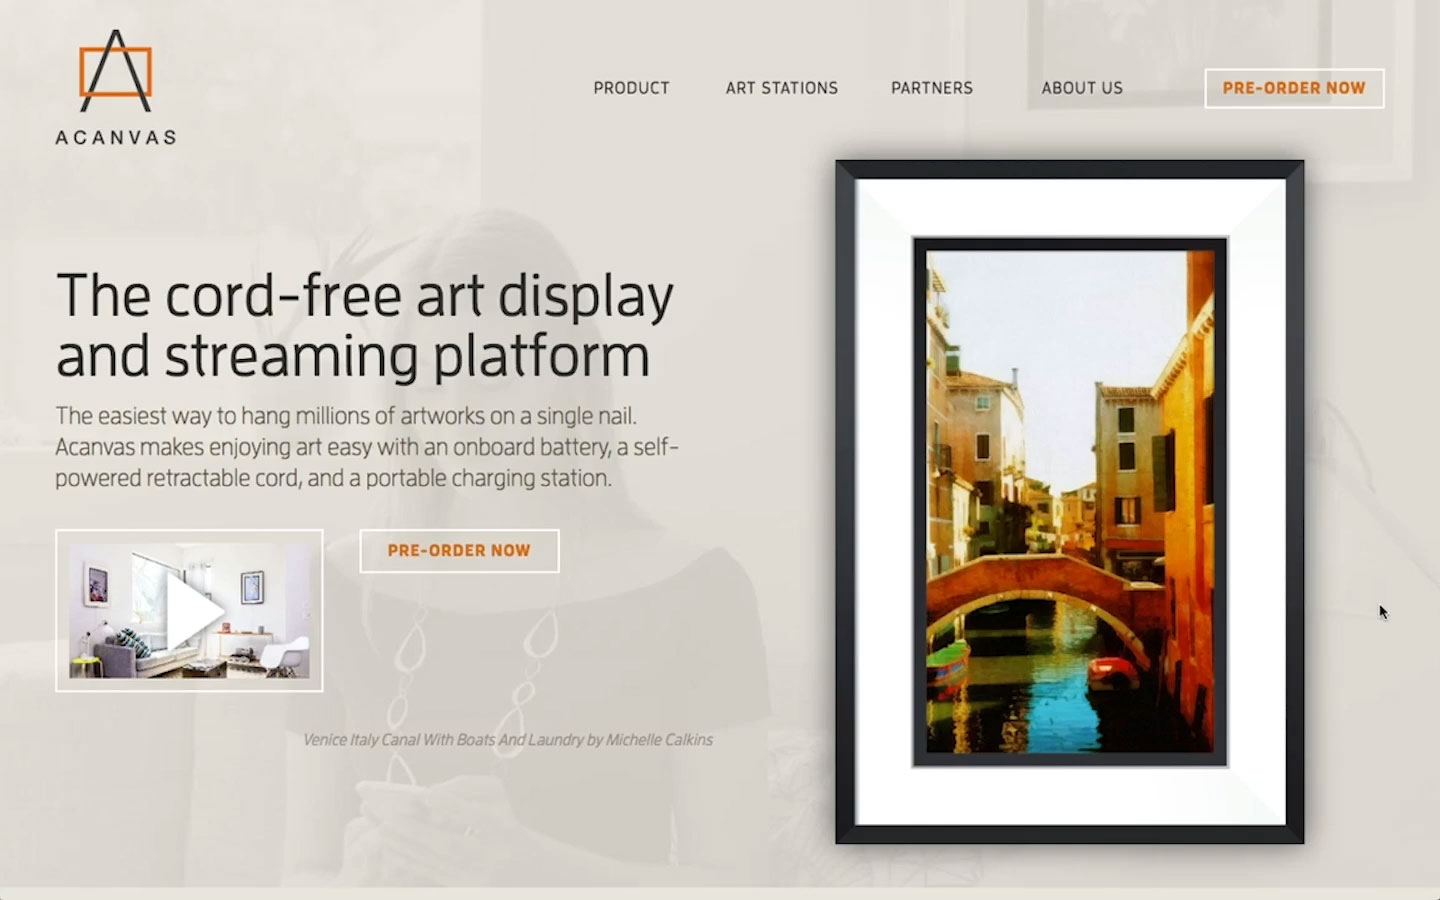 ACANVAS
PRODUCT
ART STATIONS
PARTNERS
ABOUT US
PRE-ORDER NOW
The cord-free art display
and streaming platform
The easiest way to hang millions of artworks on a single nail.
Acanvas makes enjoying art easy with an onboard battery, a self-
powered retractable cord, and a portable charging station.
PRE-ORDER NOW
Venice Italy Canal With Boats And Laundry by Michelle Calkins